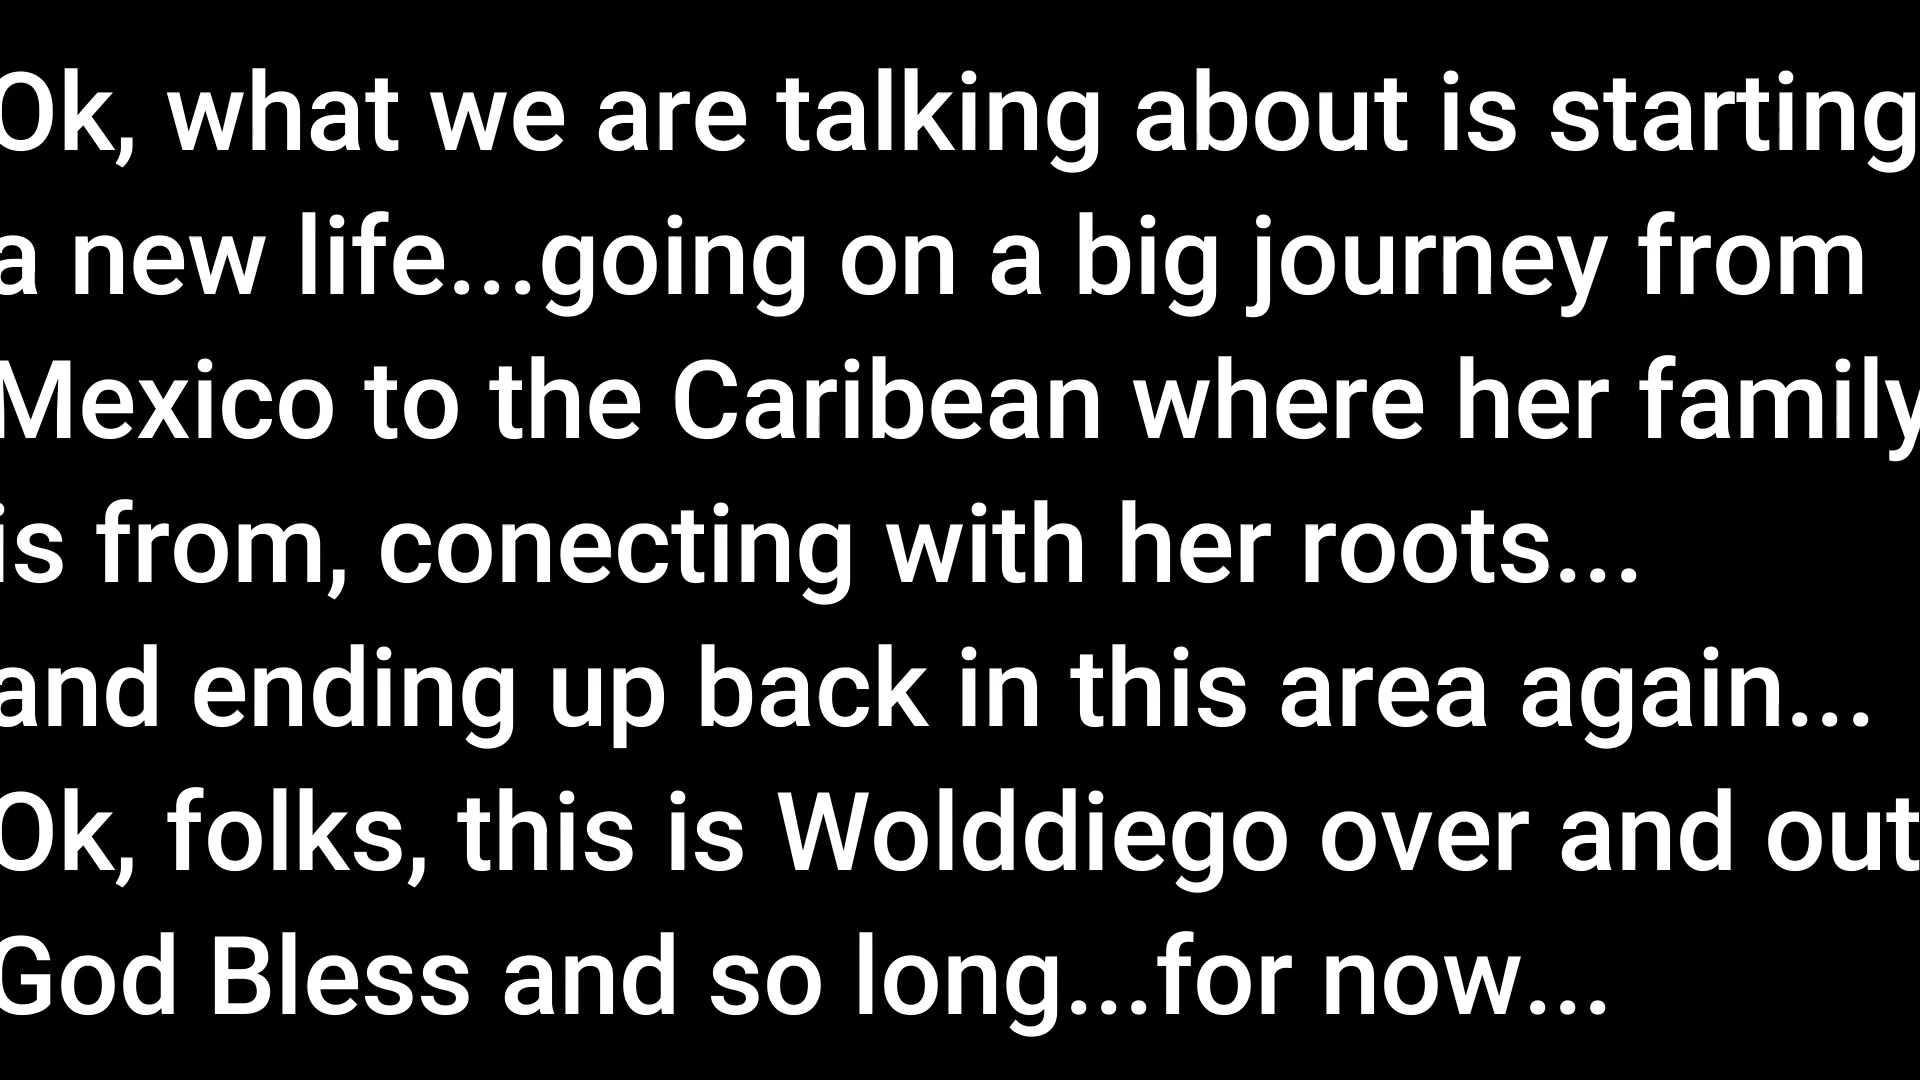 Ok, what we are talking about is starting
a new life...going on a big journey from
Mexico to the Caribean where her family
is from, conecting with her roots...
and ending up back in this area again...
Ok, folks, this is Wolddiego over and out
God Bless and so long...for now...